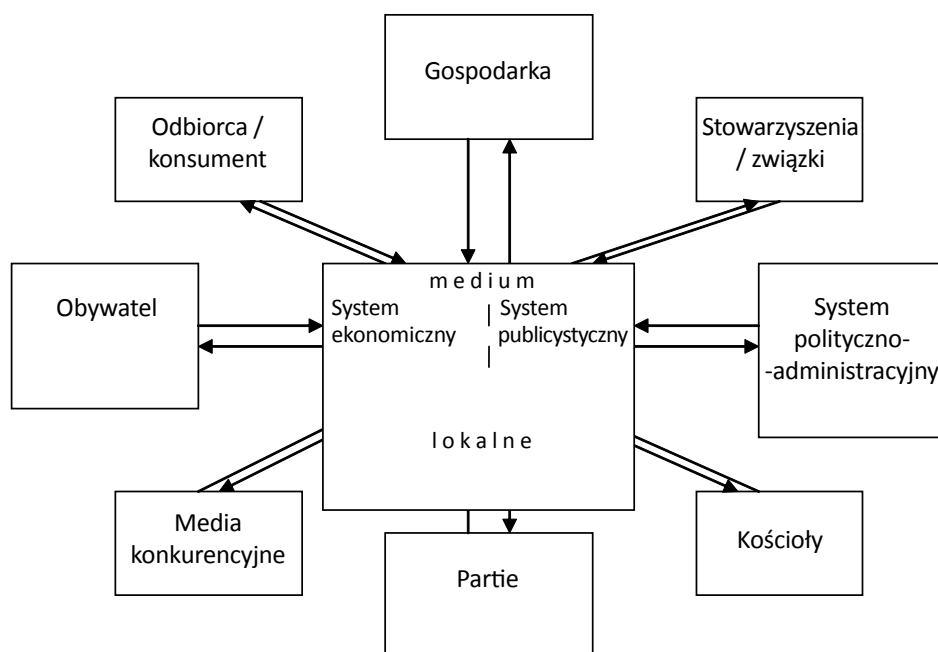 Gospodarka
Odbiorca /
konsument
Stowarzyszenia
/ związki
m e d i u m
System
ekonomiczny
System
publicystyczny
l o k a l n e
Obywatel
System
polityczno-
-administracyjny
Media
konkurencyjne
Partie
Kościoły